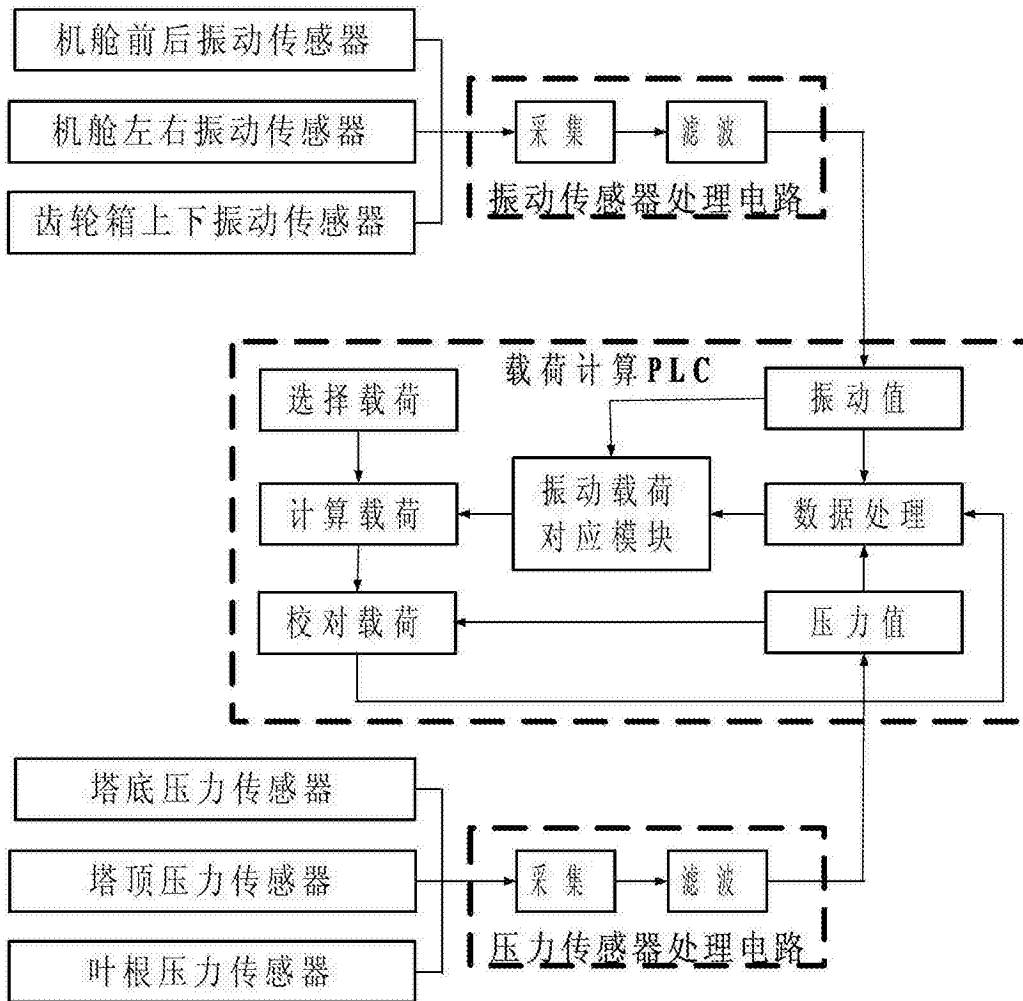 机舱前后振动传感器
机舱左右振动传感器
齿轮箱上下振动传感器
采集
滤波
振动传感器处理电路
载荷计算PLC
选择载荷
振动值
计算载荷
振动载荷
对应模块
数据处理
校对载荷
压力值
塔底压力传感器
塔顶压力传感器
叶根压力传感器
采集
滤波
压力传感器处理电路